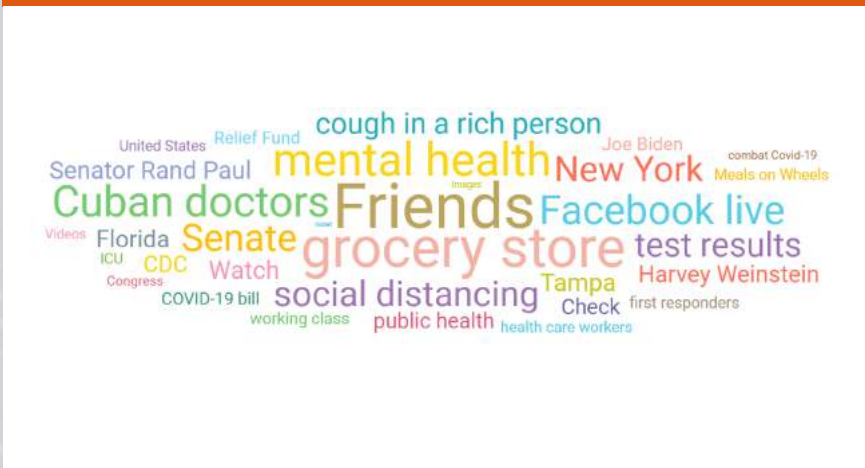 cough in a rich person
United States Relief Fund Joe Biden
mental health New York combat Covid-19
Senator Rand Paul Meals on Wheels
Images
Cuban doctors Friends Facebook live
Videos Florida Senate grocery store test results
ICU CDC Watch Harvey Weinstein
Congress Tampa
COVID-19 bill social distancing Check first responders
working class public health health care workers